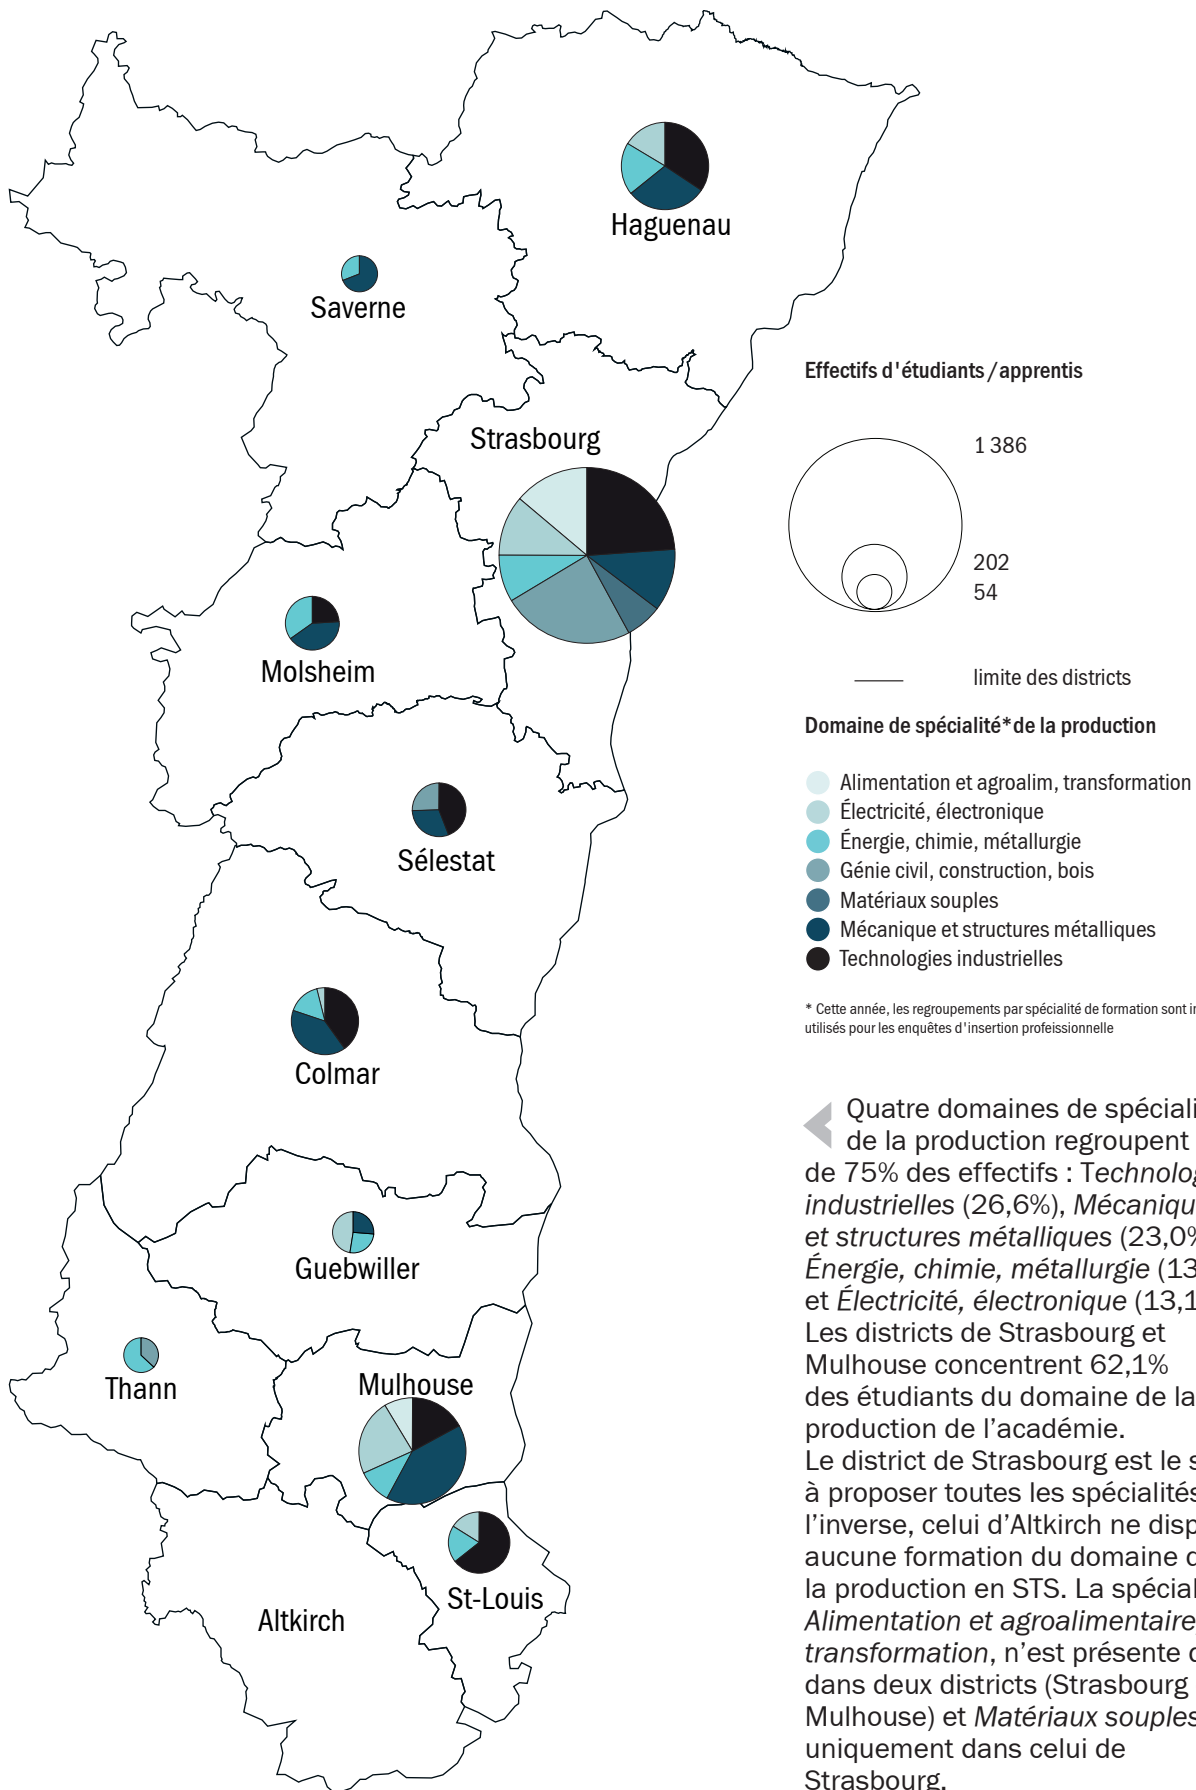 Haguenau
Saverne
Strasbourg
Molsheim
Sélestat
Colmar
Guebwiller
Thann
Mulhouse
St-Louis
Altkirch
Effectifs d'étudiants / apprentis
1 386
202
54
limite des districts
Domaine de spécialité* de la production
Alimentation et agroalim, transformation
Électricité, électronique
Énergie, chimie, métallurgie
Génie civil, construction, bois
Matériaux souples
Mécanique et structures métalliques
Technologies industrielles
* Cette année, les regroupements par spécialité de formation sont
utilisés pour les enquêtes d'insertion profeissionnelle
Quatre domaines de
de la production regroupent
de 75% des effectifs :
industrielles (26,6%),
et structures métalliques (23,0%
Énergie, chimie, métallurgie (13
et Électricité, électronique (13,1
Les districts de Strasbourg et
Mulhouse concentrent 62,1%
des étudiants du domaine de la
production de l'académie.
Le district de Strasbourg est le
à proposer toutes les spécialités
l'inverse, celui d'Altkirch ne
aucune formation du domaine
la production en STS. La
Alimentation et agroalimentaire,
transformation, n'est présente
dans deux districts (Strasbourg
Mulhouse) et Matériaux souples
uniquement dans celui de
Strasbourg.